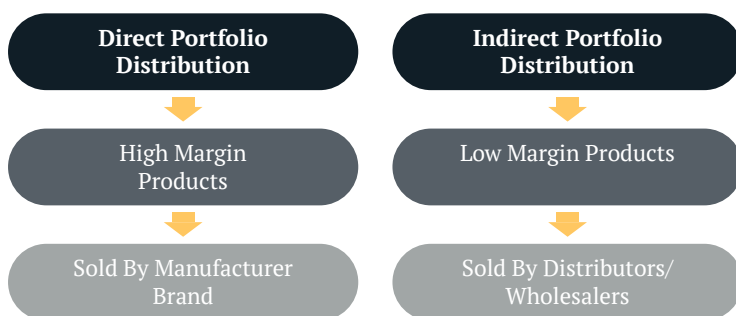 Direct Portfolio
Distribution
High Margin
Products
Sold By Manufacturer
Brand
Indirect Portfolio
Distribution
Low Margin Products
Sold By Distributors/
Wholesalers